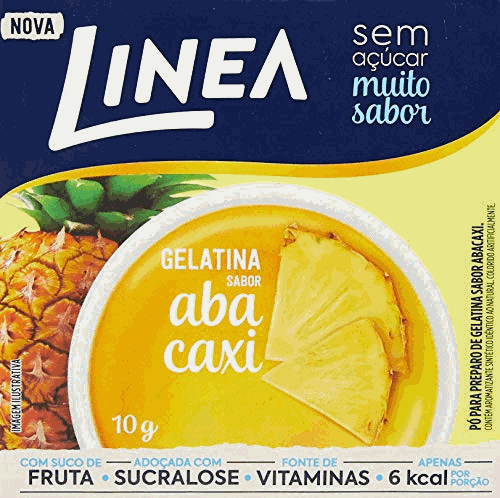 NOVA
LINEA
sem
açúcar
muito
sabor
GELATINA
SABOR
aba
caxi
10 g
IMAGEM ILUSTRATIVA
PÓ PARA PREPARO DE GELATINA SABOR ABACAXI.
CONTÉM AROMATIZANTE SINTÉTICO IDÊNTICO AO NATURAL. COLORIDO ARTIFICIALMENTE.
COM SUCO DE FRUTA • ADOÇADA COM SUCRALOSE • FONTE DE VITAMINAS • APENAS 6 kcal POR PORÇÃO